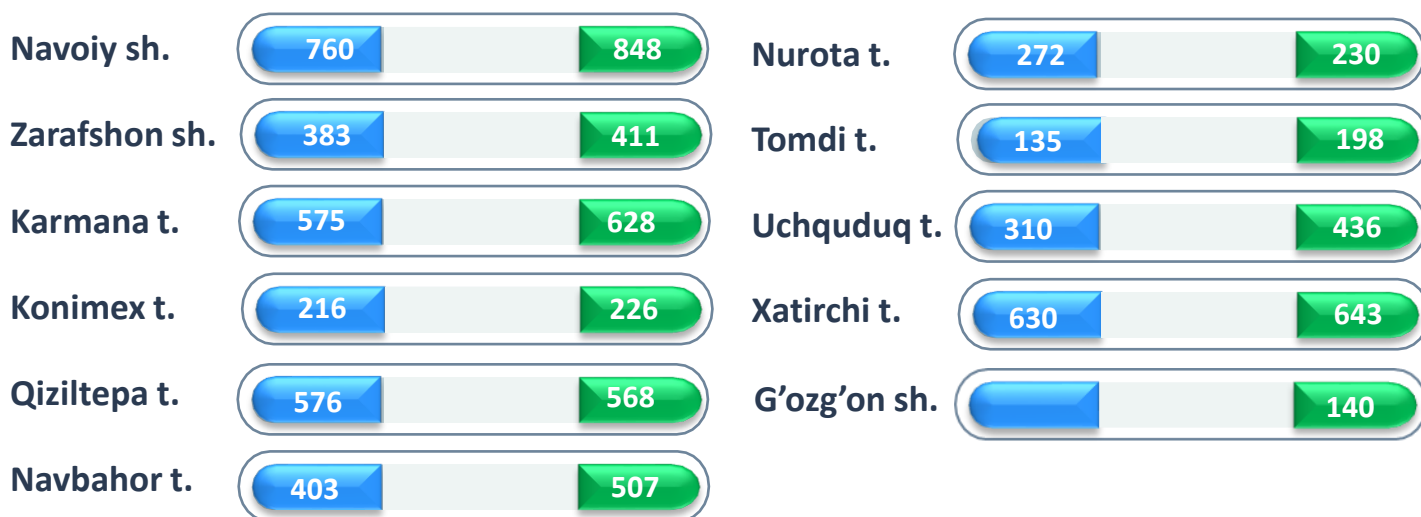 Navoiy sh. 760 848
Zarafshon sh. 383 411
Karmana t. 575 628
Konimex t. 216 226
Qiziltepa t. 576 568
Navbahor t. 403 507
Nurota t. 272 230
Tomdi t. 135 198
Uchquduq t. 310 436
Xatirchi t. 630 643
G’ozg’on sh. 140